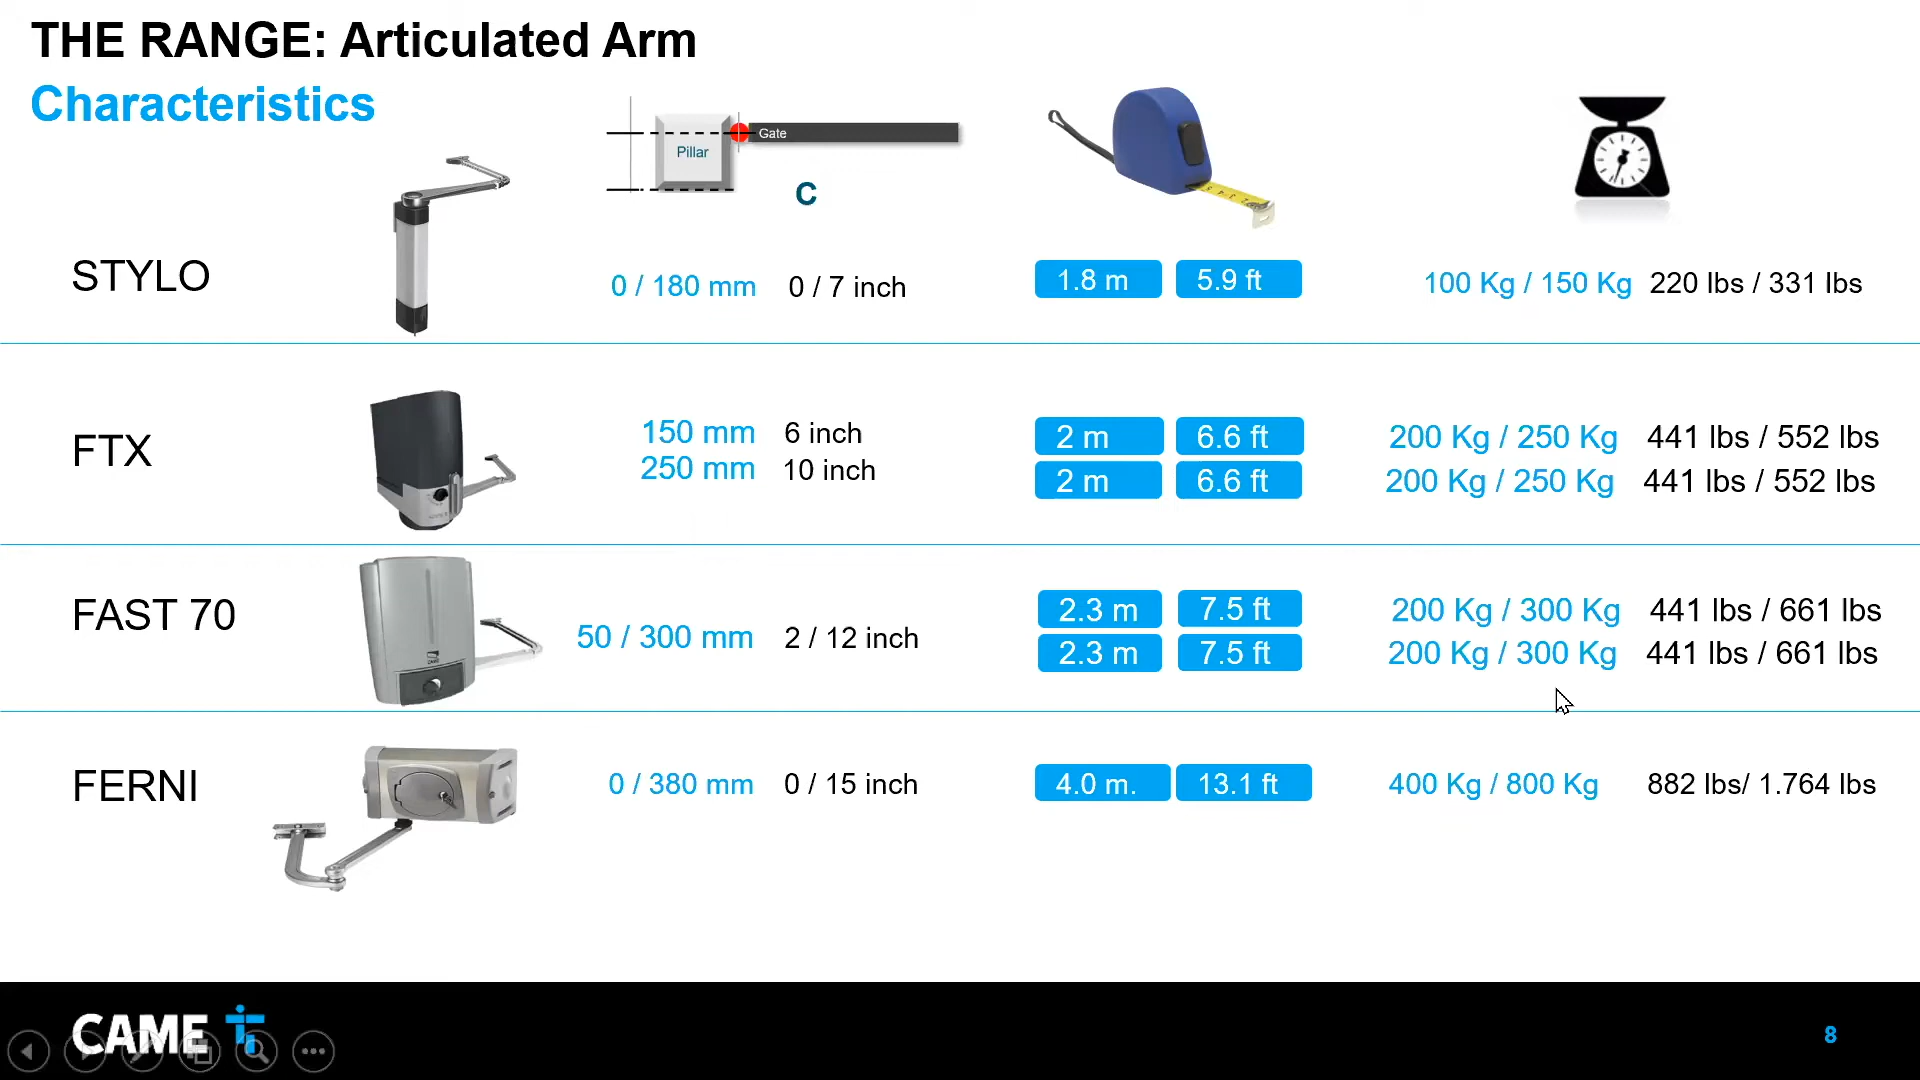 THE RANGE: Articulated Arm
Characteristics
Pillar
Gate
C
STYLO
0 / 180 mm 0 / 7 inch
1.8 m 5.9 ft
100 Kg / 150 Kg 220 lbs / 331 lbs
FTX
150 mm 6 inch
250 mm 10 inch
2 m 6.6 ft
2 m 6.6 ft
200 Kg / 250 Kg 441 lbs / 552 lbs
200 Kg / 250 Kg 441 lbs / 552 lbs
FAST 70
50 / 300 mm 2 / 12 inch
2.3 m 7.5 ft
2.3 m 7.5 ft
200 Kg / 300 Kg 441 lbs / 661 lbs
200 Kg / 300 Kg 441 lbs / 661 lbs
FERNI
0 / 380 mm 0 / 15 inch
4.0 m. 13.1 ft
400 Kg / 800 Kg 882 lbs/ 1.764 lbs
CAME
8